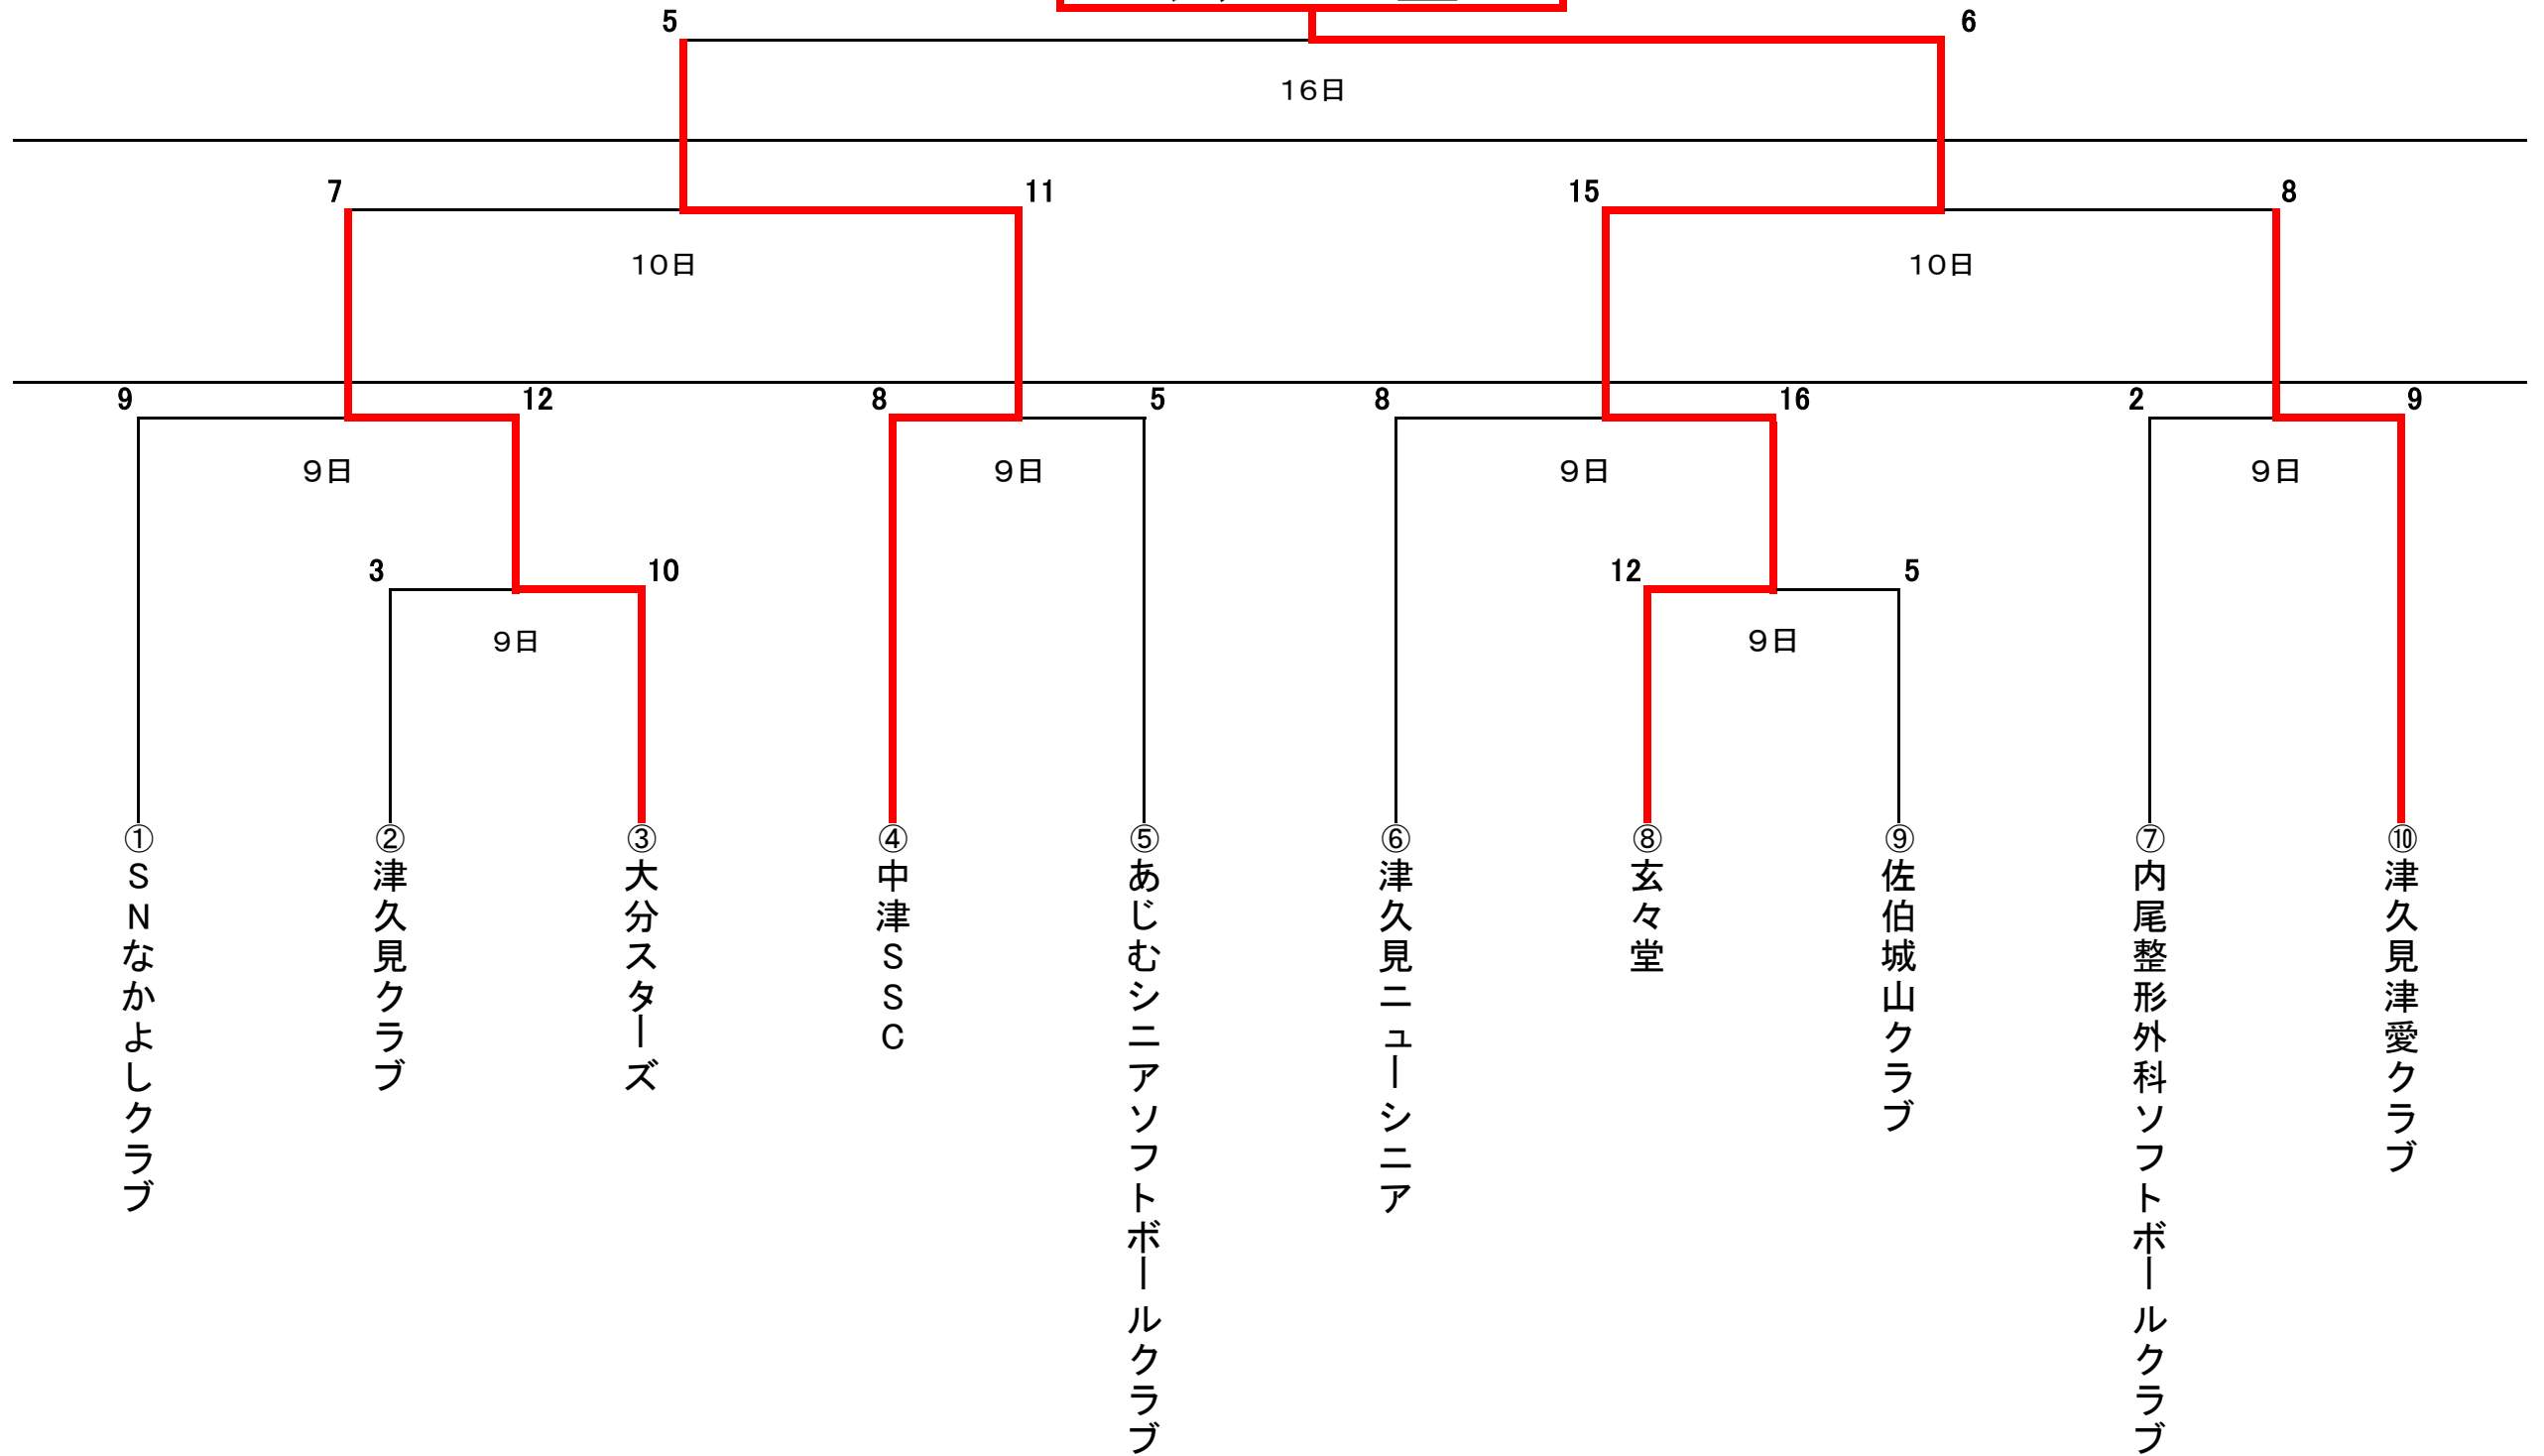 5
6
16日
7
11
15
8
10日
10日
9
12
8
5
8
16
2
9
9日
9日
9日
9日
3
10
12
5
9日
9日
①SNなかよしクラブ
②津久見クラブ
③大分スターズ
④中津SSC
⑤あじむシニアソフトボールクラブ
⑥津久見ニューシニア
⑧玄々堂
⑨佐伯城山クラブ
⑦内尾整形外科ソフトボールクラブ
⑩津久見津愛クラブ